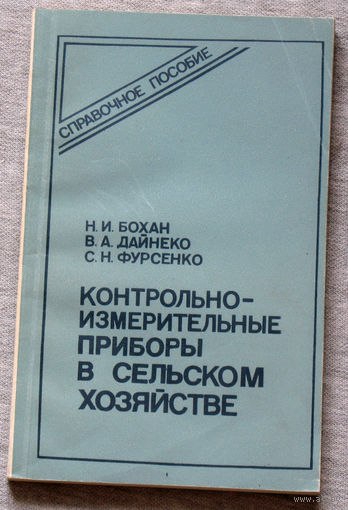 СПРАВОЧНОЕ ПОСОБИЕ
Н. И. БОХАН
В. А. ДАЙНЕКО
С. Н. ФУРСЕНКО
КОНТРОЛЬНО-
ИЗМЕРИТЕЛЬНЫЕ
ПРИБОРЫ
В СЕЛЬСКОМ
ХОЗЯЙСТВЕ